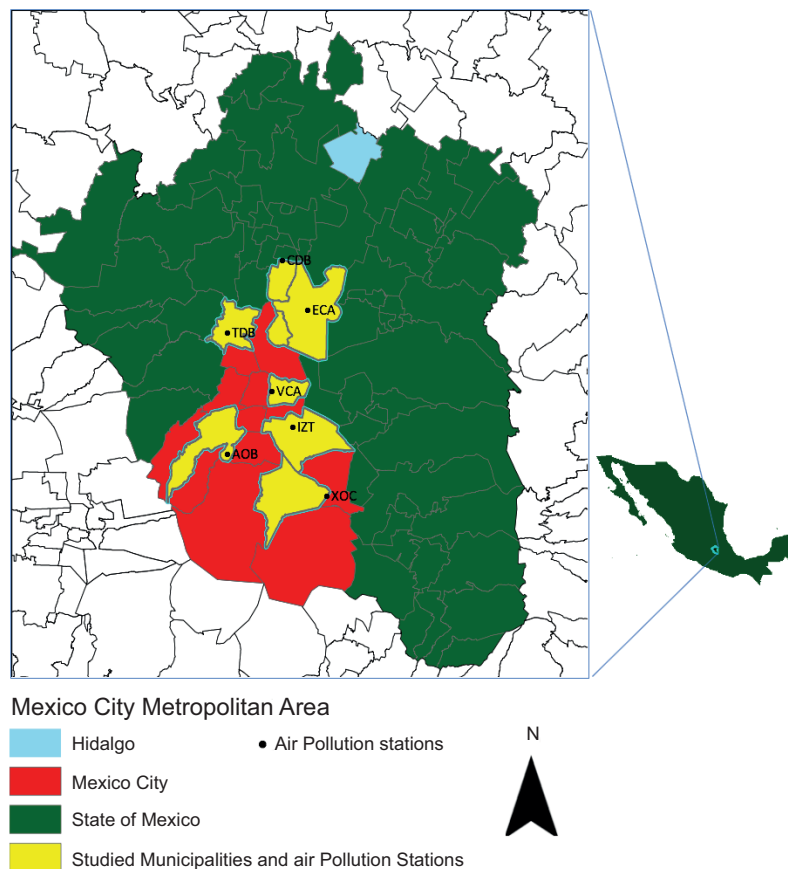 CDB
ECA
TDB
VCA
IZT
AOB
XOC
Mexico City Metropolitan Area
Hidalgo
Air Pollution stations
N
Mexico City
State of Mexico
Studied Municipalities and air Pollution Stations